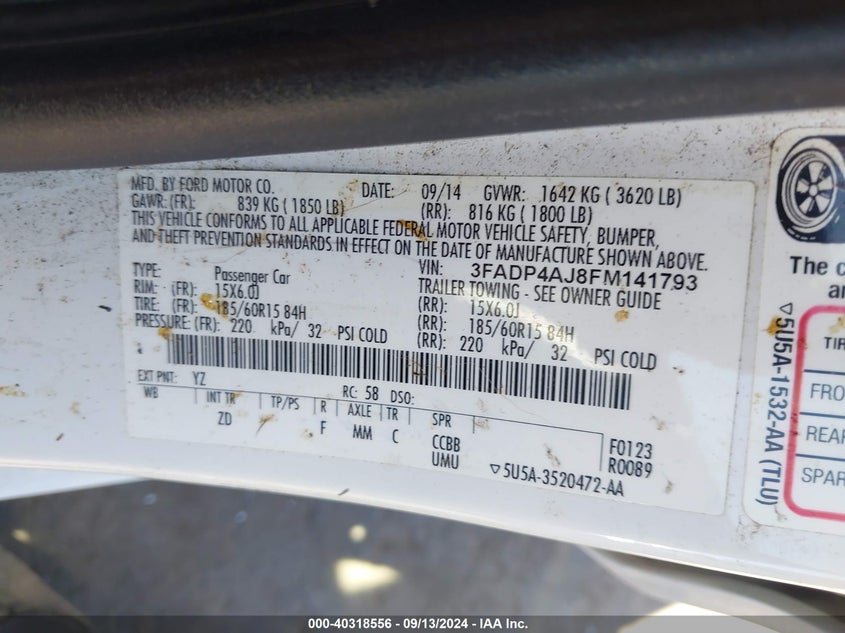 MFD. BY FORD MOTOR CO. DATE: 09/14 GVWR: 1642 KG ( 3620 LB)
GAWR: (FR): 839 KG ( 1850 LB) (RR): 816 KG ( 1800 LB)
THIS VEHICLE CONFORMS TO ALL APPLICABLE FEDERAL MOTOR VEHICLE SAFETY, BUMPER,
AND THEFT PREVENTION STANDARDS IN EFFECT ON THE DATE OF MANUFACTURE SHOWN ABOVE.
VIN: 3FADP4AJ8FM141793
TYPE: Passenger Car TRAILER TOWING - SEE OWNER GUIDE
RIM: (FR): 15X6.0J (RR): 15X6.0J
TIRE: (FR): 185/60R15 84H (RR): 185/60R15 84H
PRESSURE: (FR): 220 kPa/ 32 PSI COLD (RR): 220 kPa/ 32 PSI COLD
EXT PNT: YZ RC: 58 DSO:
WB INT TR TP/PS R AXLE TR SPR
ZD F MM C CCBB F0123
UMU R0089
▽5U5A-3520472-AA
The c
an
▽5U5A-1532-AA (TLU)
TIR
FRO
REAR
SPAR
000-40318556 - 09/13/2024 - IAA Inc.